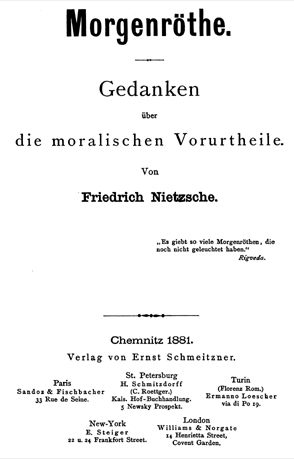 Morgenröthe.
Gedanken
über
die moralischen Vorurtheile.
Von
Friedrich Nietzsche.
„Es giebt so viele Morgenröthen, die
noch nicht geleuchtet haben.“
Rigveda.
Chemnitz 1881.
Verlag von Ernst Schmeitzner.
Paris
Sandoz & Fischbacher
33 Rue de Seine.
St. Petersburg
H. Schmitzdorff
(C. Roettger.)
Kais. Hof-Buchhandlung.
5 Newsky Prospekt.
Turin
(Florenz Rom.)
Ermanno Loescher
via di Po 19.
New-York
E. Steiger
22 u. 24 Frankfort Street.
London
Williams & Norgate
14 Henrietta Street,
Covent Garden.